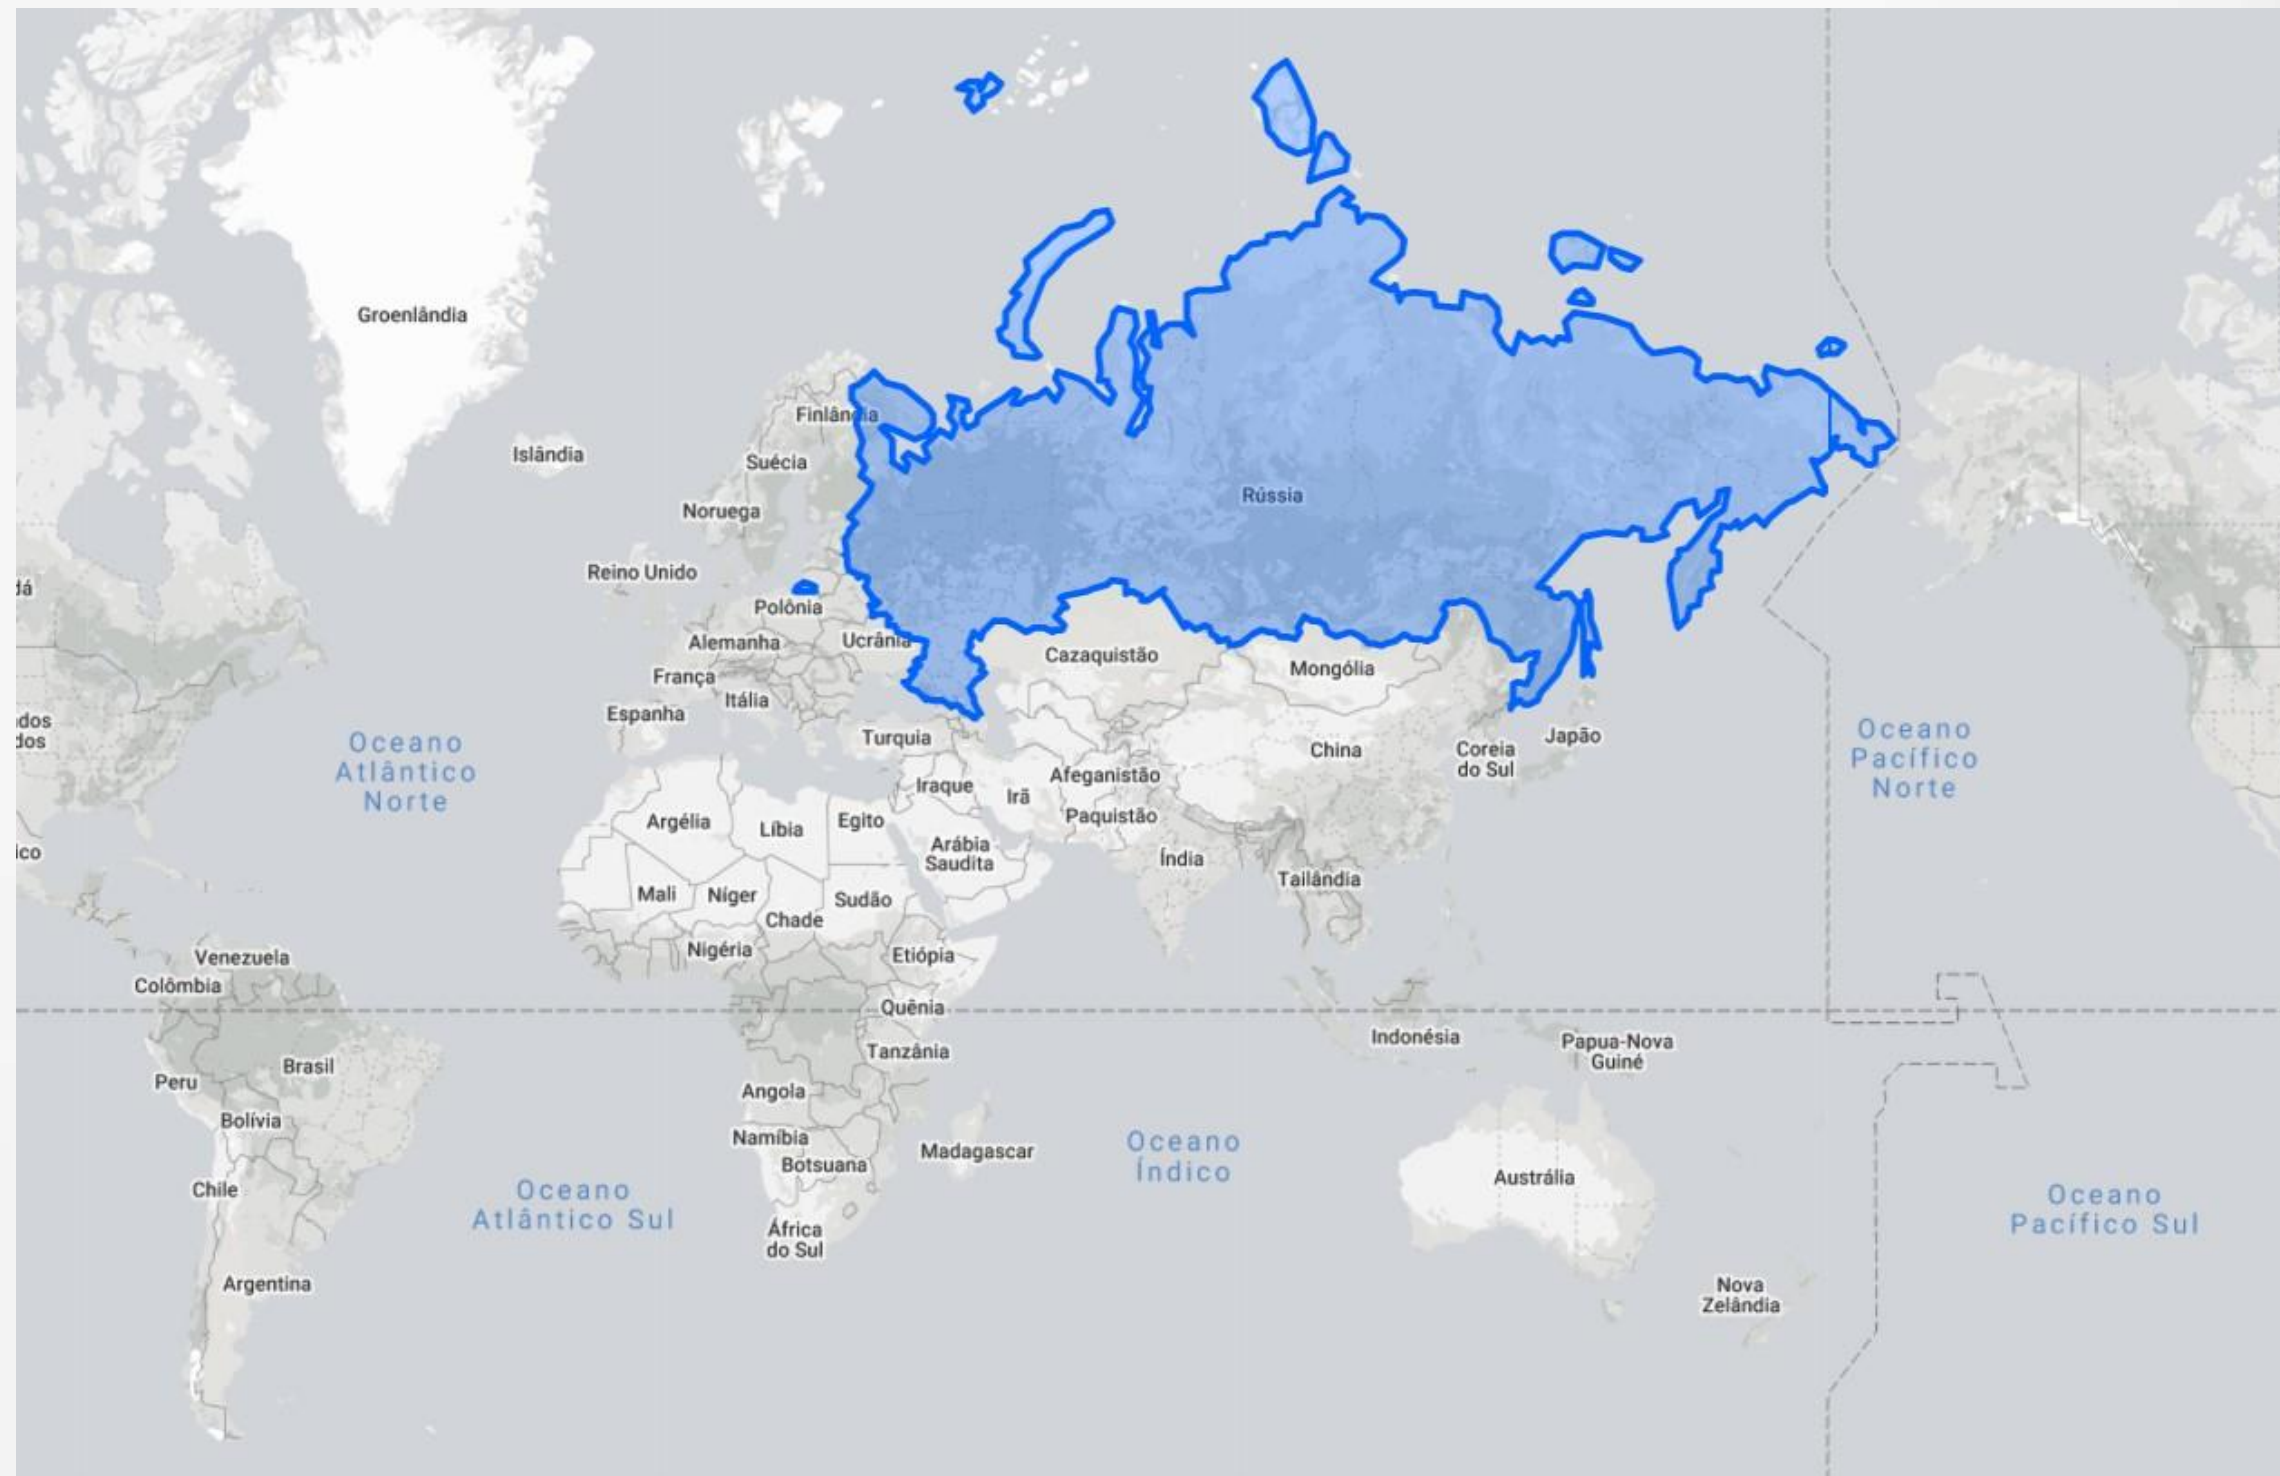 Groenlândia
Islândia
Finlândia
Suécia
Noruega
Rússia
Reino Unido
dá
Polônia
Alemanha
Ucrânia
França
Itália
Espanha
Turquia
Cazaquistão
Mongólia
China
Coreia
do Sul
Japão
dos
dos
ico
Oceano
Atlântico
Norte
Oceano
Pacífico
Norte
Iraque
Irã
Afeganistão
Paquistão
Argélia
Líbia
Egito
Arábia
Saudita
Índia
Tailândia
Mali
Níger
Chade
Sudão
Nigéria
Etiópia
Venezuela
Colômbia
Quênia
Indonésia
Papua-Nova
Guiné
Tanzânia
Brasil
Peru
Bolívia
Angola
Namíbia
Botsuana
Madagascar
Oceano
Índico
Austrália
Chile
Oceano
Atlântico Sul
Oceano
Pacífico Sul
África
do Sul
Argentina
Nova
Zelândia